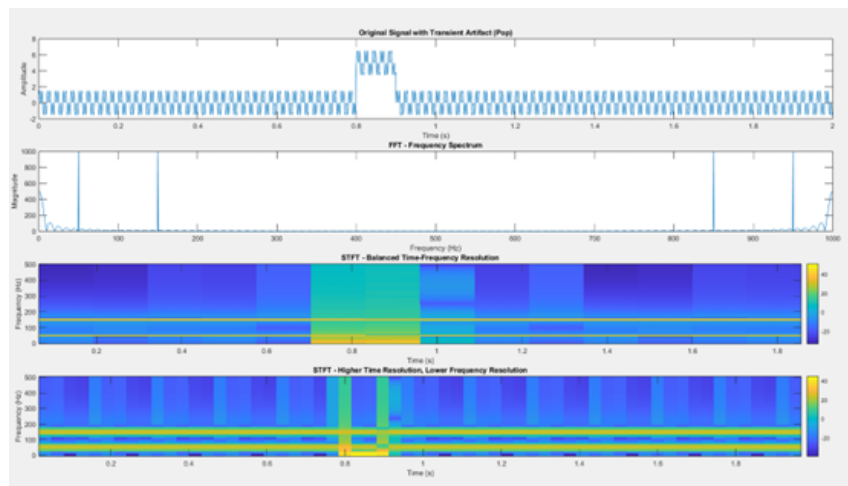 Original Signal with Transient Artifact (Pop)
Amplitude
8
6
4
2
0
-2
0 0.2 0.4 0.6 0.8 1 1.2 1.4 1.6 1.8 2
Time (s)
FFT - Frequency Spectrum
Magnitude
1000
800
600
400
200
0
0 100 200 300 400 500 600 700 800 900 1000
Frequency (Hz)
STFT - Balanced Time-Frequency Resolution
Frequency (Hz)
500
400
300
200
100
0
0.2 0.4 0.6 0.8 1 1.2 1.4 1.6 1.8
Time (s)
40
20
0
-20
STFT - Higher Time Resolution, Lower Frequency Resolution
Frequency (Hz)
500
400
300
200
100
0
0.2 0.4 0.6 0.8 1 1.2 1.4 1.6 1.8
Time (s)
40
20
0
-20